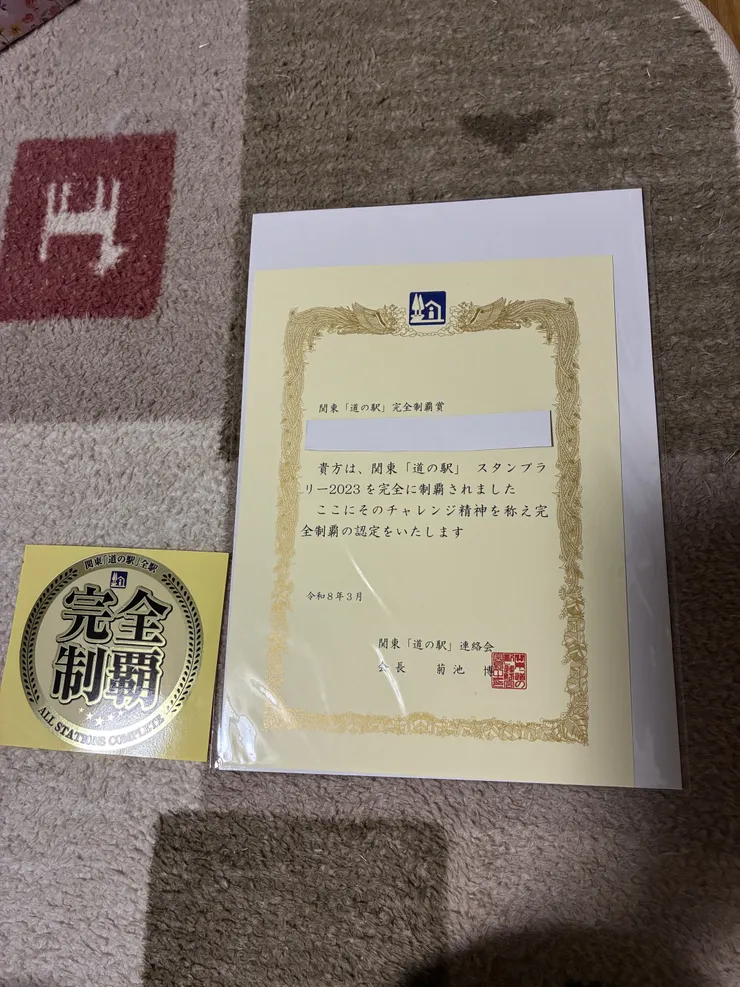 関東「道の駅」完全制覇賞
貴方は、関東「道の駅」 スタンプラ
リー2023 を完全に制覇されました
ここにそのチャレンジ精神を称え完
全制覇の認定をいたします
令和8年3月
関東「道の駅」連絡会
会長 菊池 博
関東「道の駅」全駅
完全
制覇
ALL STATIONS COMPLETE